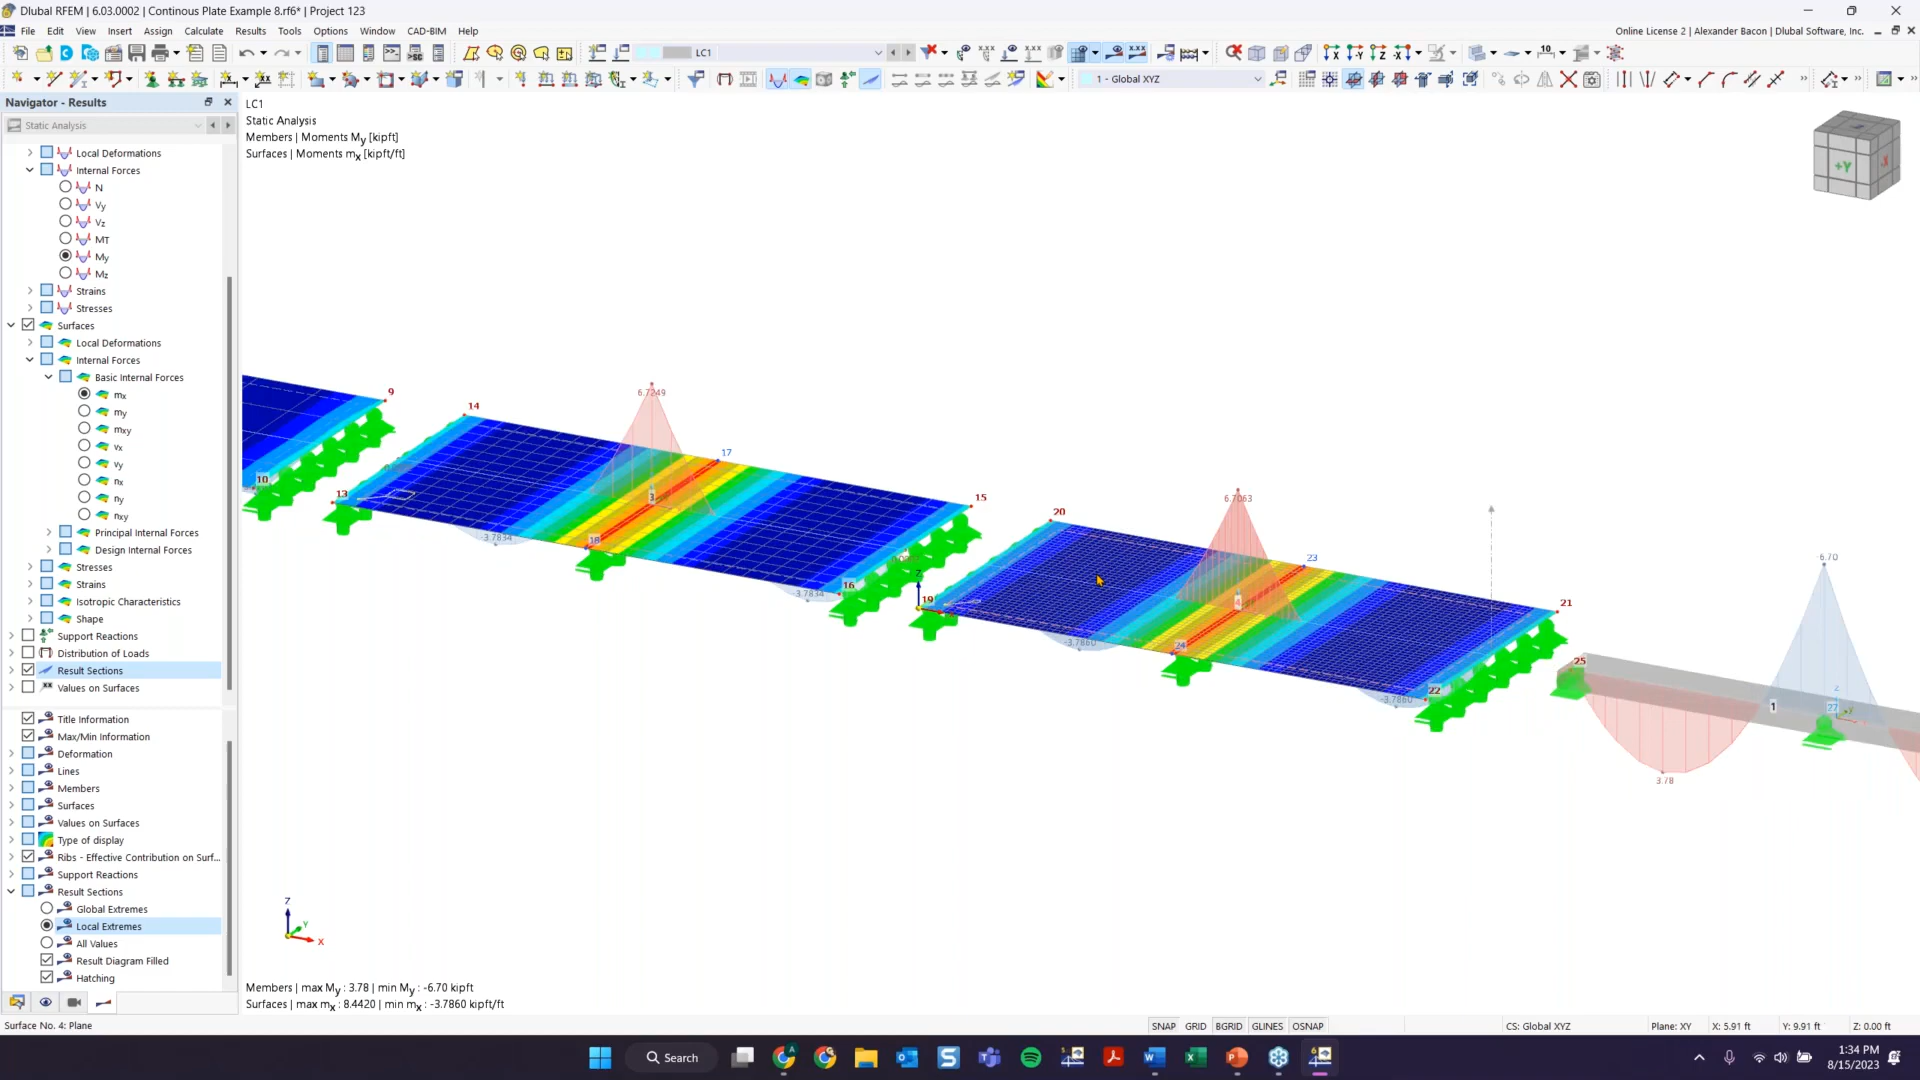 Dlubal RFEM | 6.03.0002 | Continous Plate Example 8.rf6* | Project 123
File Edit View Insert Assign Calculate Results Tools Options Window CAD-BIM Help
Online License 2 | Alexander Bacon | Dlubal Software, Inc.
LC1
1 - Global XYZ
Navigator - Results
Static Analysis
Local Deformations
Internal Forces
N
Vy
Vz
MT
My
Mz
Strains
Stresses
Surfaces
Local Deformations
Internal Forces
Basic Internal Forces
mx
my
mxy
vx
vy
nx
ny
nxy
Principal Internal Forces
Design Internal Forces
Stresses
Strains
Isotropic Characteristics
Shape
Support Reactions
Distribution of Loads
Result Sections
Values on Surfaces
Title Information
Max/Min Information
Deformation
Lines
Members
Surfaces
Values on Surfaces
Type of display
Ribs - Effective Contribution on Surf...
Support Reactions
Result Sections
Global Extremes
Local Extremes
All Values
Result Diagram Filled
Hatching
LC1
Static Analysis
Members | Moments My [kipft]
Surfaces | Moments mx [kipft/ft]
+Y
-X
9
10
14
13
6.7249
17
3
18
-3.7834
15
16
-3.7834
20
Z
19
6.7063
23
4
24
-3.7860
21
22
-3.7860
25
-6.70
1
27
3.78
Z
Y
X
Members | max My : 3.78 | min My : -6.70 kipft
Surfaces | max mx : 8.4420 | min mx : -3.7860 kipft/ft
Surface No. 4: Plane
SNAP GRID BGRID GLINES OSNAP
CS: Global XYZ
Plane: XY
X: 5.91 ft
Y: 9.91 ft
Z: 0.00 ft
Search
1:34 PM
8/15/2023